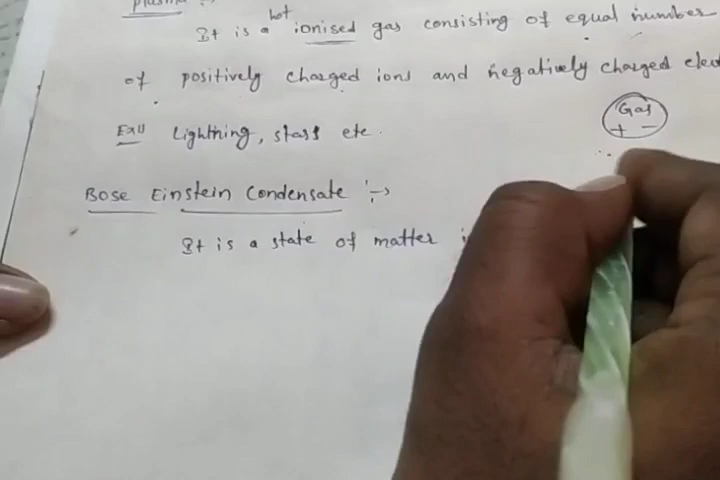 Plasma :→
It is a hot ionised gas consisting of equal number
of positively charged ions and negatively charged
Ex:) Lightning, stars etc.
Gas
+ −
Bose Einstein Condensate :→
It is a state of matter